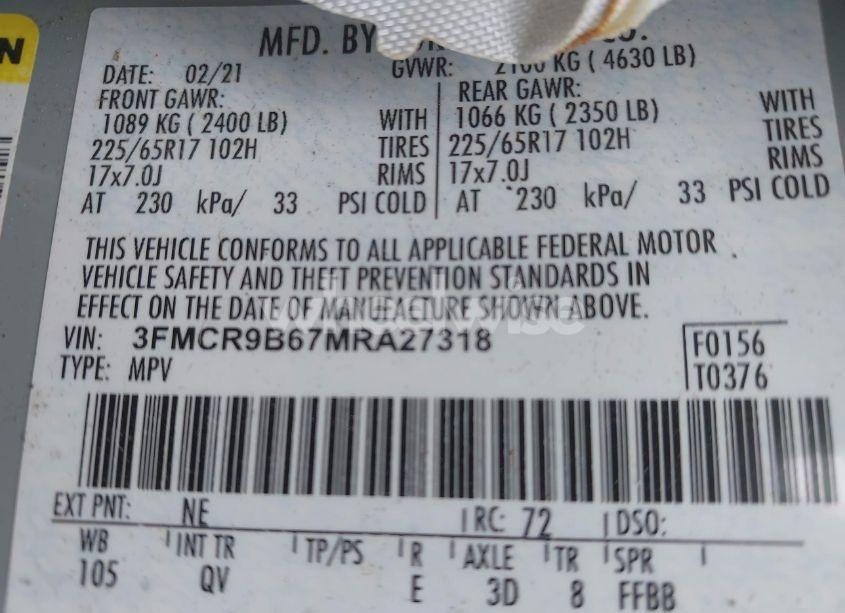 N
MFD. BY
DATE: 02/21 GVWR: 2100 KG ( 4630 LB)
FRONT GAWR: REAR GAWR:
1089 KG ( 2400 LB) WITH 1066 KG ( 2350 LB) WITH
225/65R17 102H TIRES 225/65R17 102H TIRES
17x7.0J RIMS 17x7.0J RIMS
AT 230 kPa/ 33 PSI COLD AT 230 kPa/ 33 PSI COLD
THIS VEHICLE CONFORMS TO ALL APPLICABLE FEDERAL MOTOR
VEHICLE SAFETY AND THEFT PREVENTION STANDARDS IN
EFFECT ON THE DATE OF MANUFACTURE SHOWN ABOVE.
VIN: 3FMCR9B67MRA27318 F0156
TYPE: MPV T0376
EXT PNT: NE RC: 72 DSO:
WB INT TR TP/PS R AXLE TR SPR
105 QV E 3D 8 FFBB